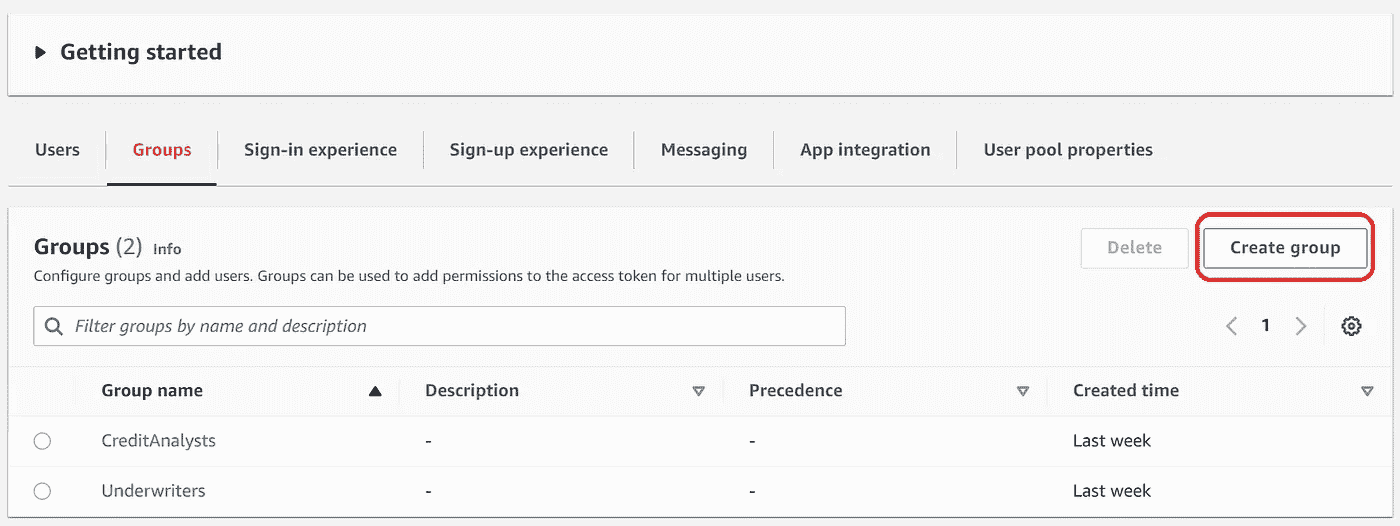 Getting started
Users Groups Sign-in experience Sign-up experience Messaging App integration User pool properties
Groups (2) Info
Delete Create group
Configure groups and add users. Groups can be used to add permissions to the access token for multiple users.
Filter groups by name and description
1
Group name Description Precedence Created time
CreditAnalysts - - Last week
Underwriters - - Last week